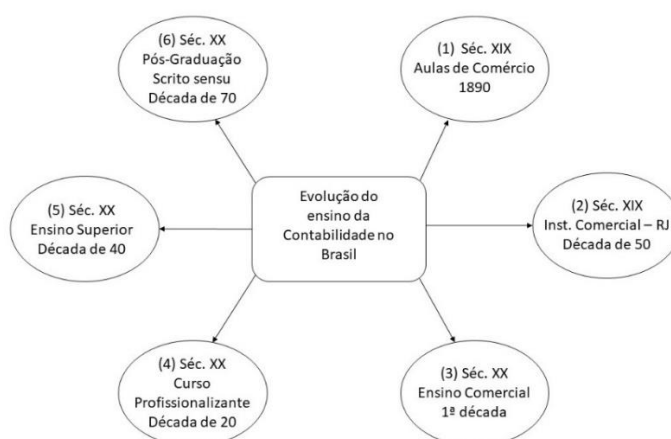 (6) Séc. XX
Pós-Graduação
Scrito sensu
Década de 70
(1) Séc. XIX
Aulas de Comércio
1890
Evolução do
ensino da
Contabilidade no
Brasil
(5) Séc. XX
Ensino Superior
Década de 40
(2) Séc. XIX
Inst. Comercial – RJ
Década de 50
(4) Séc. XX
Curso
Profissionalizante
Década de 20
(3) Séc. XX
Ensino Comercial
1ª década